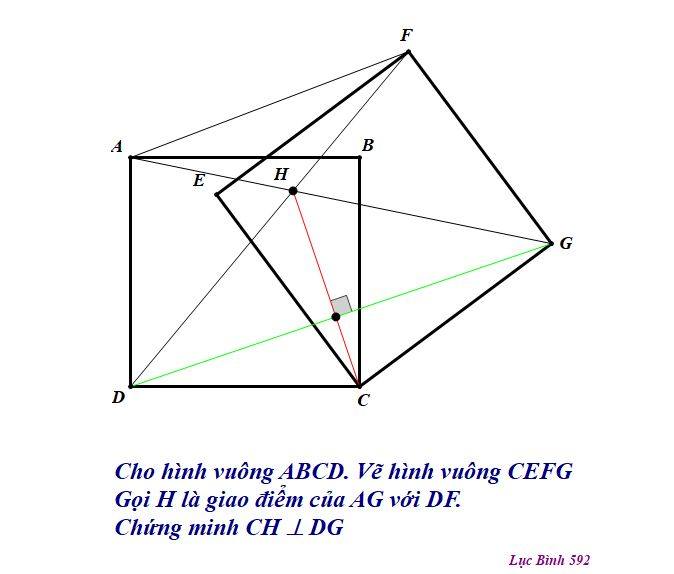 F
A
B
H
E
G
D
C
Cho hình vuông ABCD. Vẽ hình vuông CEFG
Gọi H là giao điểm của AG với DF.
Chứng minh CH ⊥ DG
Lục Bình 592